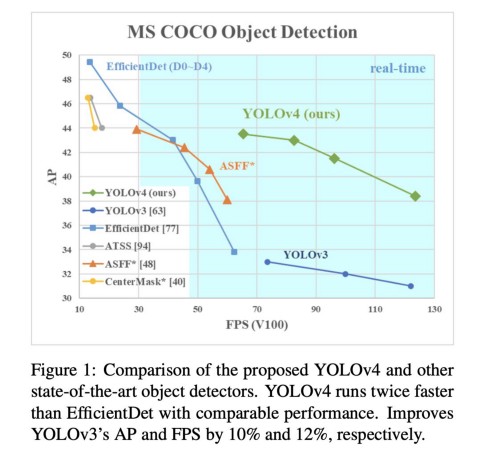 MS COCO Object Detection
50
48
46
44
42
40
38
36
34
32
30
AP
EfficientDet (D0~D4)
real-time
YOLOv4 (ours)
ASFF*
YOLOv3
YOLOv4 (ours)
YOLOv3 [63]
EfficientDet [77]
ATSS [94]
ASFF* [48]
CenterMask* [40]
10 30 50 70 90 110 130
FPS (V100)
Figure 1: Comparison of the proposed YOLOv4 and other
state-of-the-art object detectors. YOLOv4 runs twice faster
than EfficientDet with comparable performance. Improves
YOLOv3's AP and FPS by 10% and 12%, respectively.